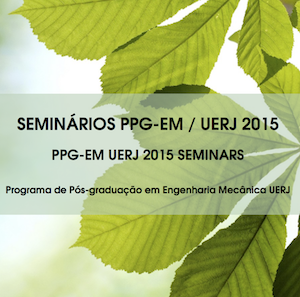 SEMINÁRIOS PPG-EM / UERJ 2015
PPG-EM UERJ 2015 SEMINARS
Programa de Pós-graduação em Engenharia Mecânica UERJ